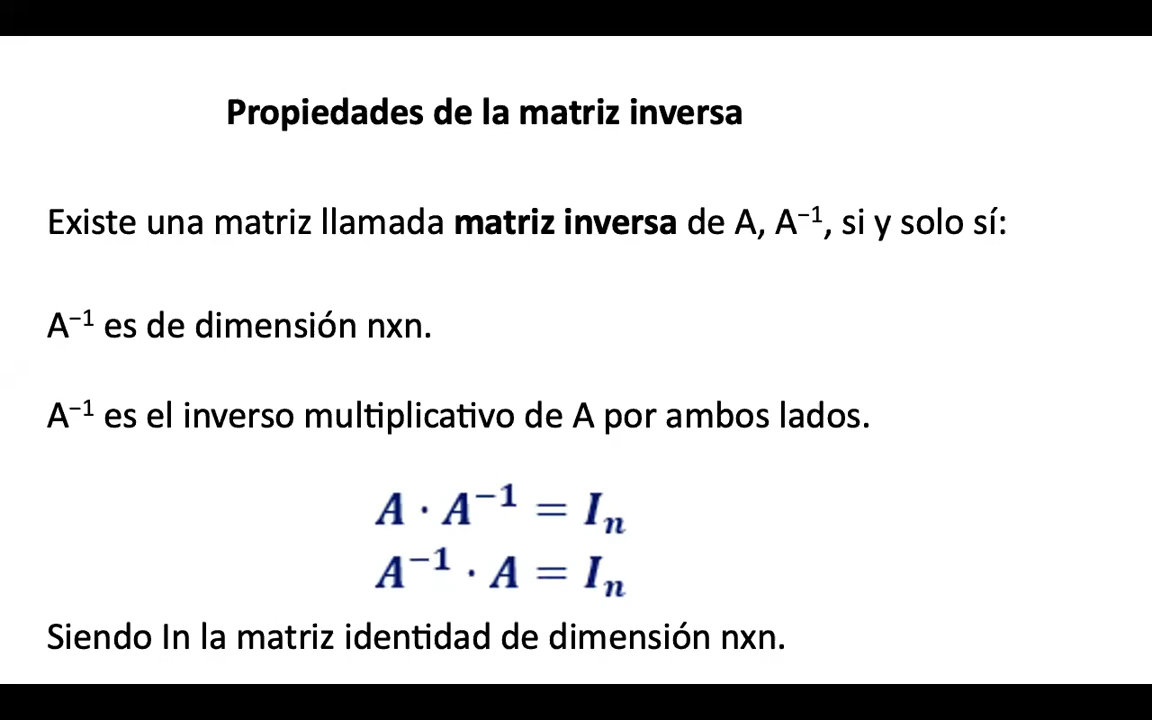 Propiedades de la matriz inversa
Existe una matriz llamada matriz inversa de A, A⁻¹, si y solo sí:
A⁻¹ es de dimensión nxn.
A⁻¹ es el inverso multiplicativo de A por ambos lados.
A · A⁻¹ = Iₙ
A⁻¹ · A = Iₙ
Siendo In la matriz identidad de dimensión nxn.